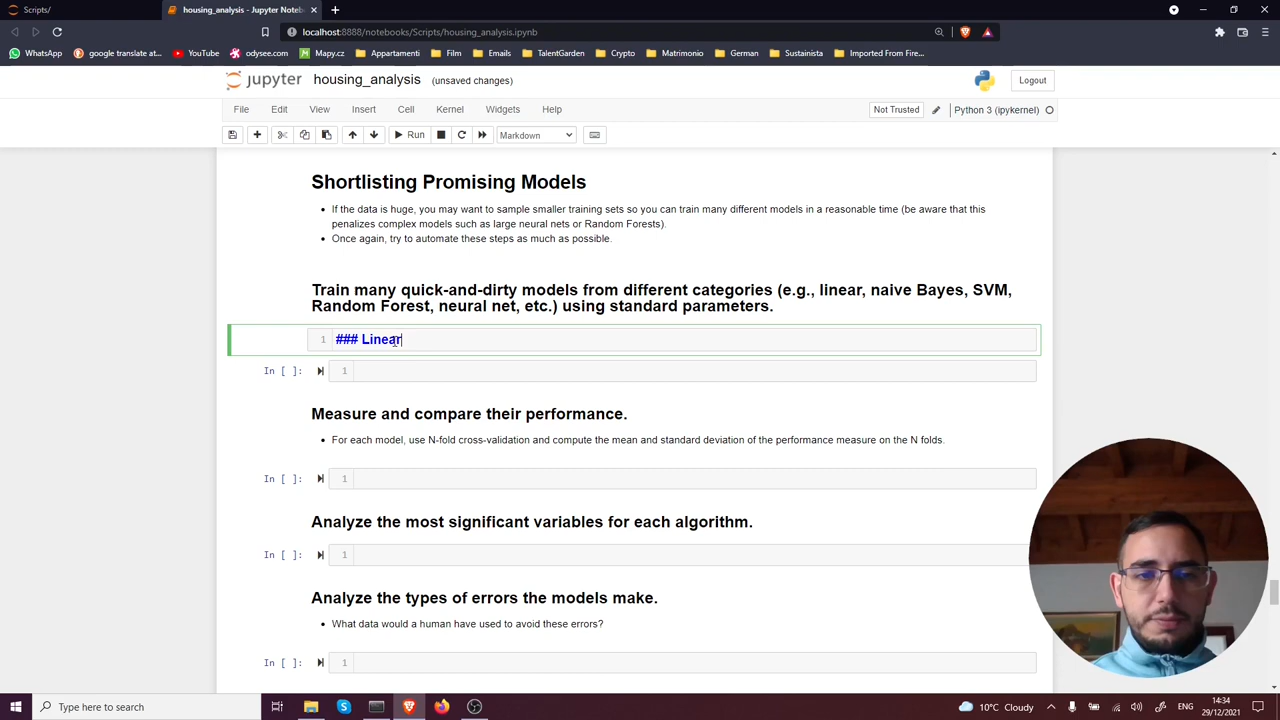 Scripts/
housing_analysis - Jupyter Noteb
localhost:8888/notebooks/Scripts/housing_analysis.ipynb
WhatsApp
google translate at...
YouTube
odysee.com
Mapy.cz
Appartamenti
Film
Emails
TalentGarden
Crypto
Matrimonio
German
Sustainista
Imported From Fire...
jupyter
housing_analysis
(unsaved changes)
Logout
File
Edit
View
Insert
Cell
Kernel
Widgets
Help
Not Trusted
Python 3 (ipykernel)
Run
Markdown
Shortlisting Promising Models
• If the data is huge, you may want to sample smaller training sets so you can train many different models in a reasonable time (be aware that this
penalizes complex models such as large neural nets or Random Forests).
• Once again, try to automate these steps as much as possible.
Train many quick-and-dirty models from different categories (e.g., linear, naive Bayes, SVM,
Random Forest, neural net, etc.) using standard parameters.
1 ### Linear
In [ ]: 1
Measure and compare their performance.
• For each model, use N-fold cross-validation and compute the mean and standard deviation of the performance measure on the N folds.
In [ ]: 1
Analyze the most significant variables for each algorithm.
In [ ]: 1
Analyze the types of errors the models make.
• What data would a human have used to avoid these errors?
In [ ]: 1
Type here to search
10°C Cloudy
ENG
14:34
29/12/2021